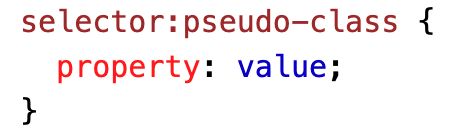 selector:pseudo-class {
  property: value;
}